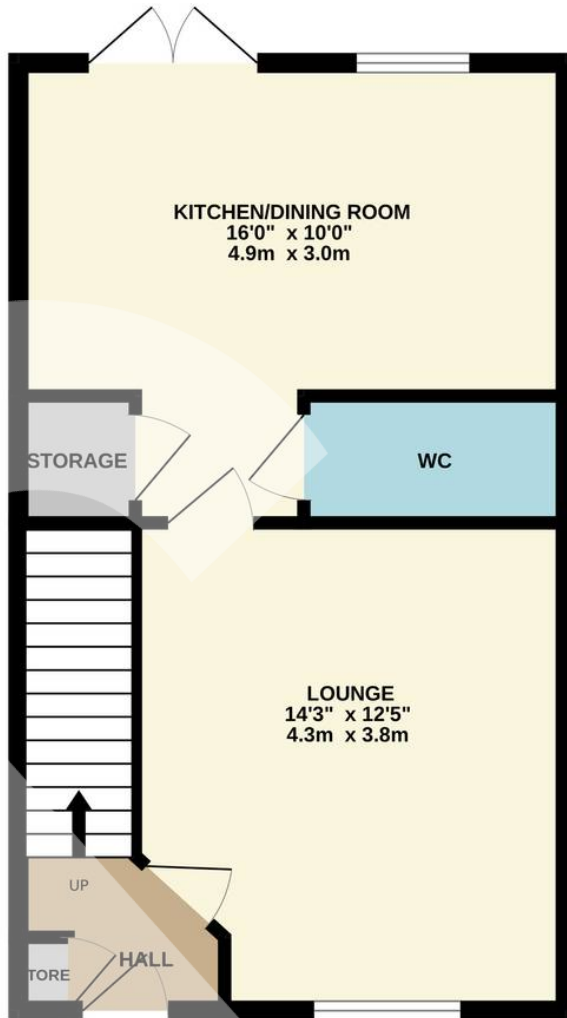 KITCHEN/DINING ROOM
16'0" x 10'0"
4.9m x 3.0m
STORAGE
WC
LOUNGE
14'3" x 12'5"
4.3m x 3.8m
UP
HALL
TORE